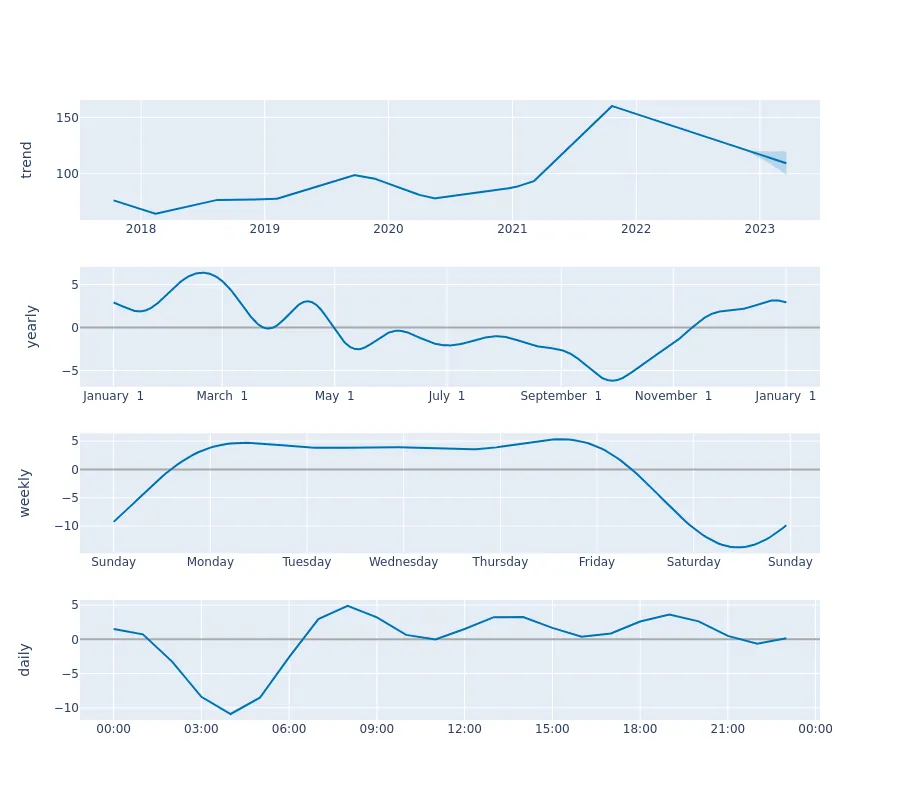 trend
150
100
2018 2019 2020 2021 2022 2023
yearly
5
0
−5
January 1 March 1 May 1 July 1 September 1 November 1 January 1
weekly
5
0
−5
−10
Sunday Monday Tuesday Wednesday Thursday Friday Saturday Sunday
daily
5
0
−5
−10
00:00 03:00 06:00 09:00 12:00 15:00 18:00 21:00 00:00